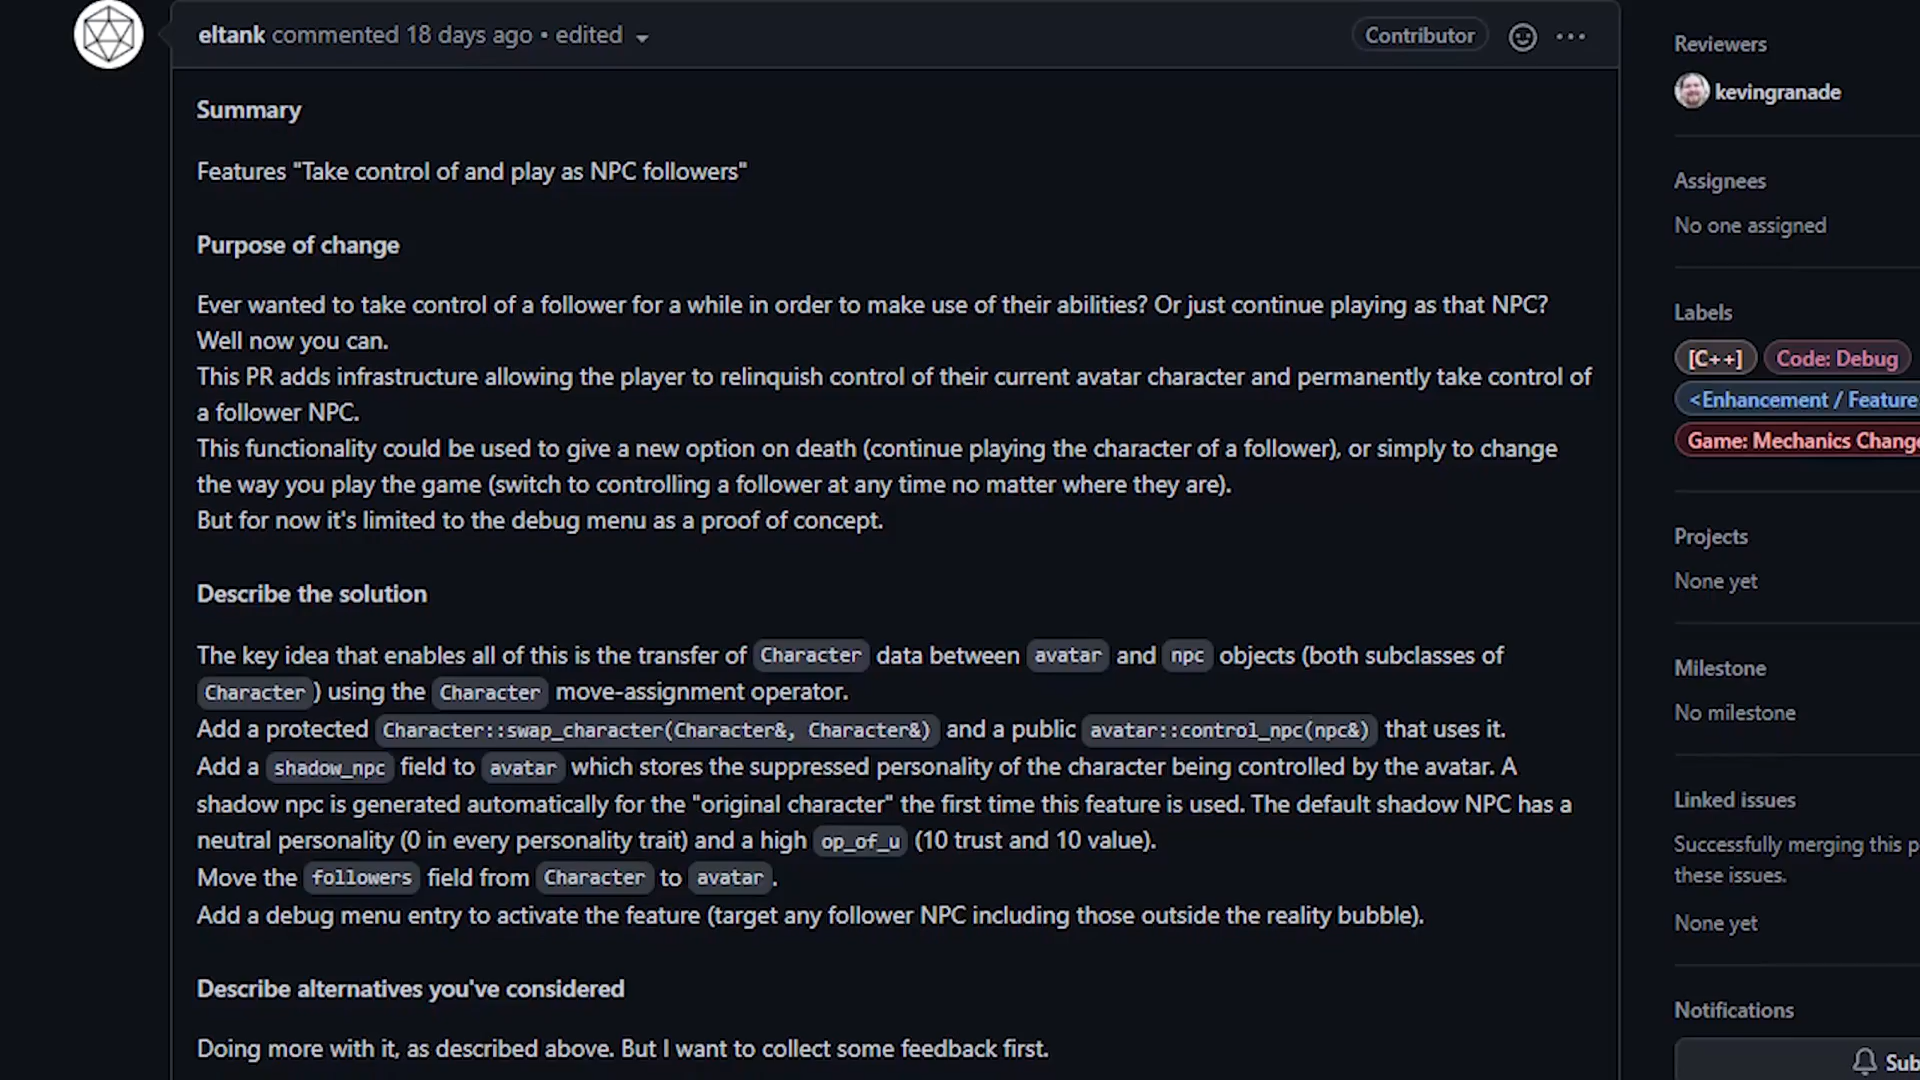 eltank commented 18 days ago • edited
Contributor
Summary
Features "Take control of and play as NPC followers"
Purpose of change
Ever wanted to take control of a follower for a while in order to make use of their abilities? Or just continue playing as that NPC?
Well now you can.
This PR adds infrastructure allowing the player to relinquish control of their current avatar character and permanently take control of
a follower NPC.
This functionality could be used to give a new option on death (continue playing the character of a follower), or simply to change
the way you play the game (switch to controlling a follower at any time no matter where they are).
But for now it's limited to the debug menu as a proof of concept.
Describe the solution
The key idea that enables all of this is the transfer of Character data between avatar and npc objects (both subclasses of
Character) using the Character move-assignment operator.
Add a protected Character::swap_character(Character&, Character&) and a public avatar::control_npc(npc&) that uses it.
Add a shadow_npc field to avatar which stores the suppressed personality of the character being controlled by the avatar. A
shadow npc is generated automatically for the "original character" the first time this feature is used. The default shadow NPC has a
neutral personality (0 in every personality trait) and a high op_of_u (10 trust and 10 value).
Move the followers field from Character to avatar.
Add a debug menu entry to activate the feature (target any follower NPC including those outside the reality bubble).
Describe alternatives you've considered
Doing more with it, as described above. But I want to collect some feedback first.
Reviewers
kevingranade
Assignees
No one assigned
Labels
[C++] Code: Debug
<Enhancement / Feature
Game: Mechanics Chang
Projects
None yet
Milestone
No milestone
Linked issues
Successfully merging this p
these issues.
None yet
Notifications
Sub